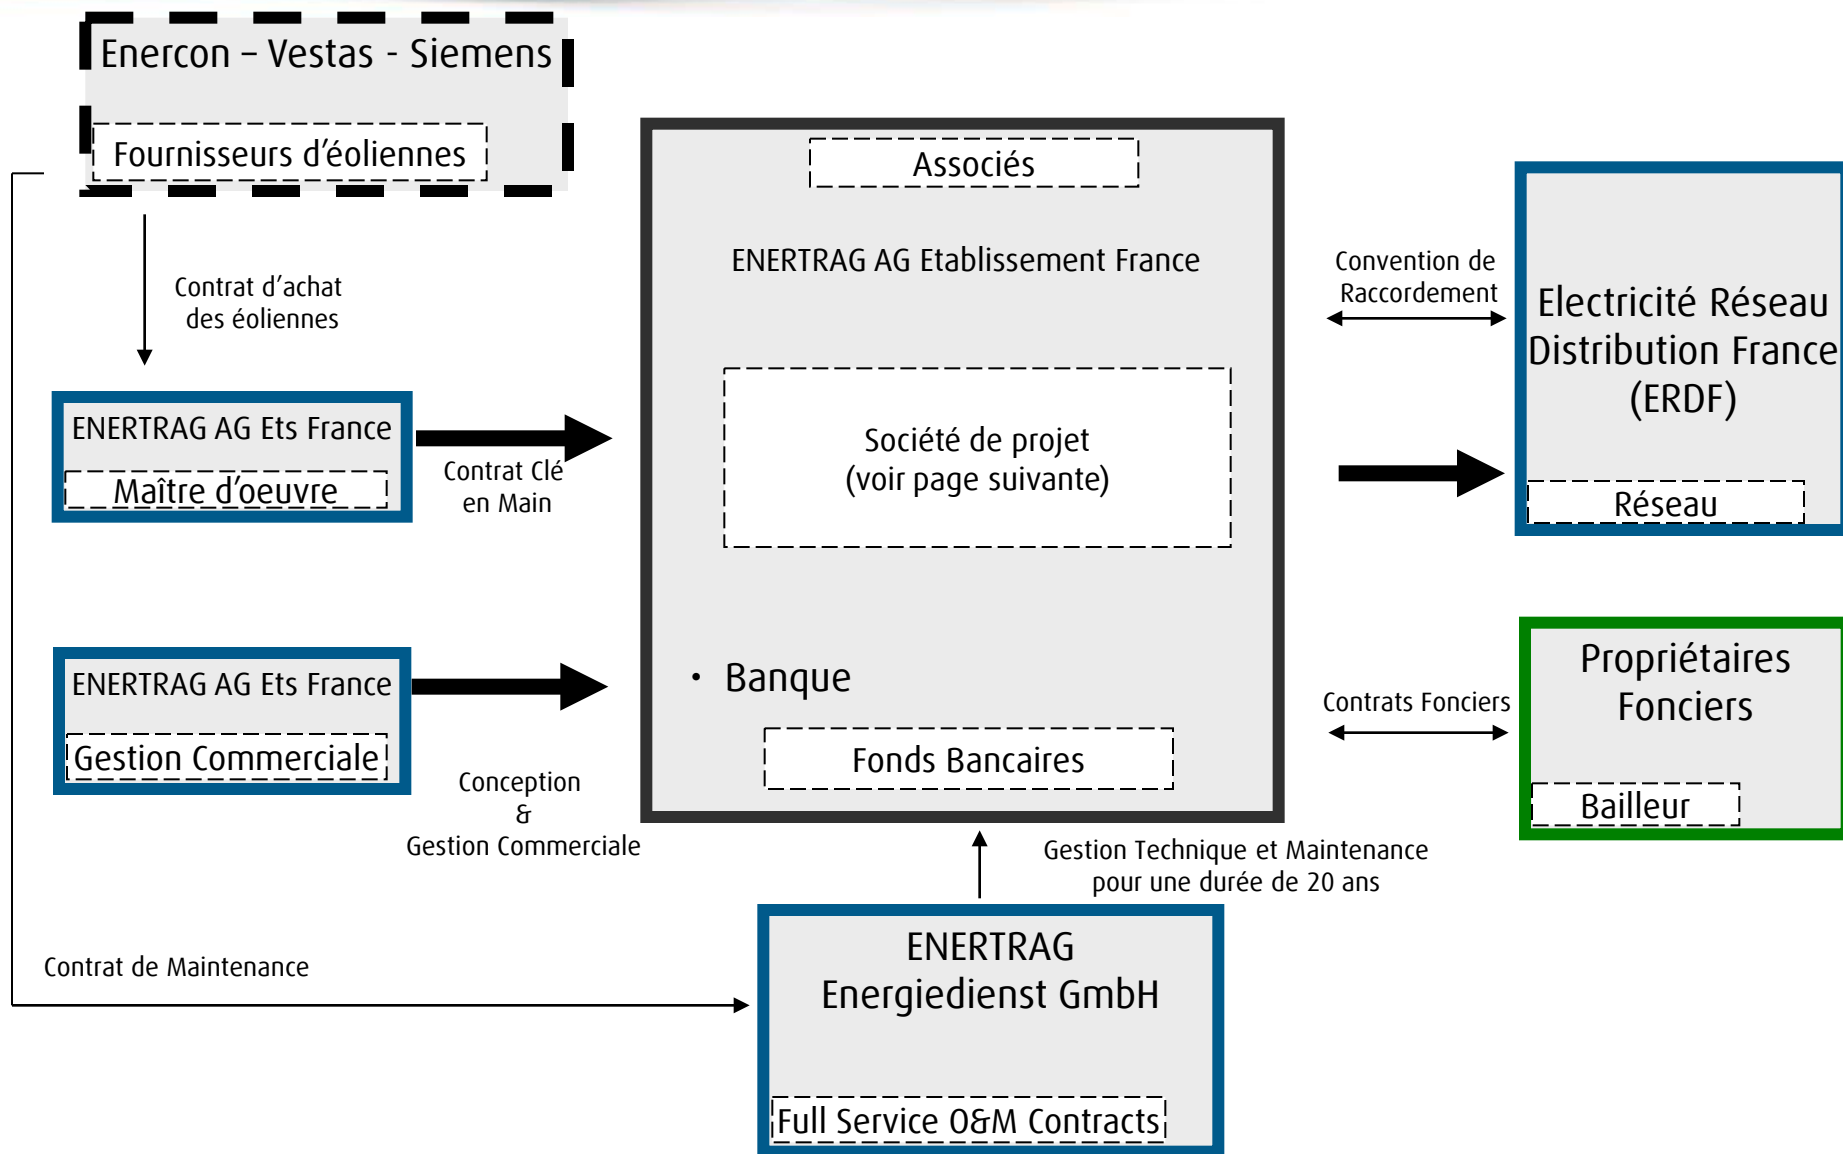 Enercon – Vestas - Siemens
Fournisseurs d'éoliennes
Contrat d'achat
des éoliennes
ENERTRAG AG Ets France
Maître d'oeuvre
Contrat Clé
en Main
ENERTRAG AG Ets France
Gestion Commerciale
Conception
&
Gestion Commerciale
Contrat de Maintenance
Associés
ENERTRAG AG Etablissement France
Société de projet
(voir page suivante)
• Banque
Fonds Bancaires
Gestion Technique et Maintenance
pour une durée de 20 ans
ENERTRAG
Energiedienst GmbH
Full Service O&M Contracts
Convention de
Raccordement
Electricité Réseau
Distribution France
(ERDF)
Réseau
Contrats Fonciers
Propriétaires
Fonciers
Bailleur